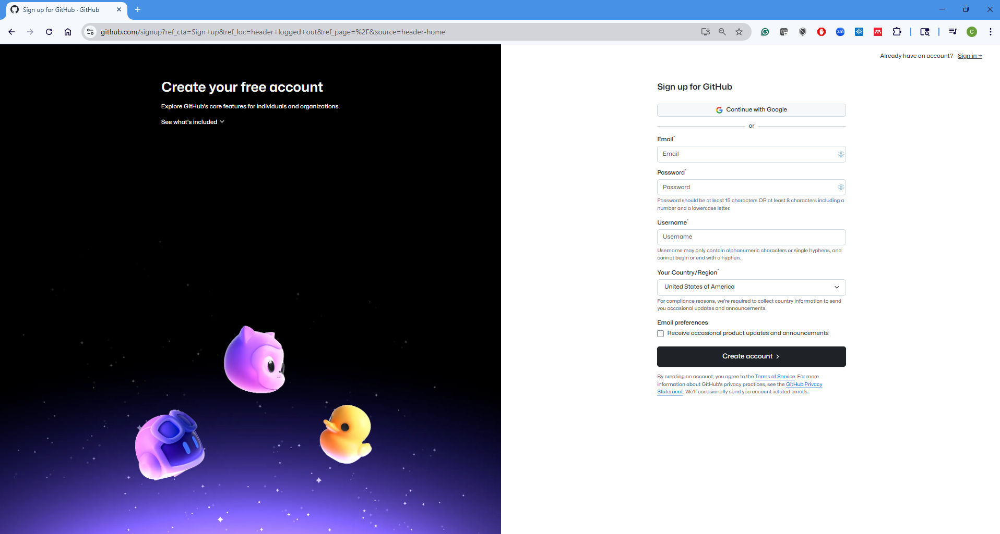 Sign up for GitHub · GitHub
github.com/signup?ref_cta=Sign+up&ref_loc=header+logged+out&ref_page=%2F&source=header-home
zm
G
Already have an account? Sign in →
Create your free account
Explore GitHub's core features for individuals and organizations.
See what's included
Sign up for GitHub
Continue with Google
or
Email*
Email
Password*
Password
Password should be at least 15 characters OR at least 8 characters including a
number and a lowercase letter.
Username*
Username
Username may only contain alphanumeric characters or single hyphens, and
cannot begin or end with a hyphen.
Your Country/Region*
United States of America
For compliance reasons, we're required to collect country information to send
you occasional updates and announcements.
Email preferences
Receive occasional product updates and announcements
Create account
By creating an account, you agree to the Terms of Service. For more
information about GitHub's privacy practices, see the GitHub Privacy
Statement. We'll occasionally send you account-related emails.